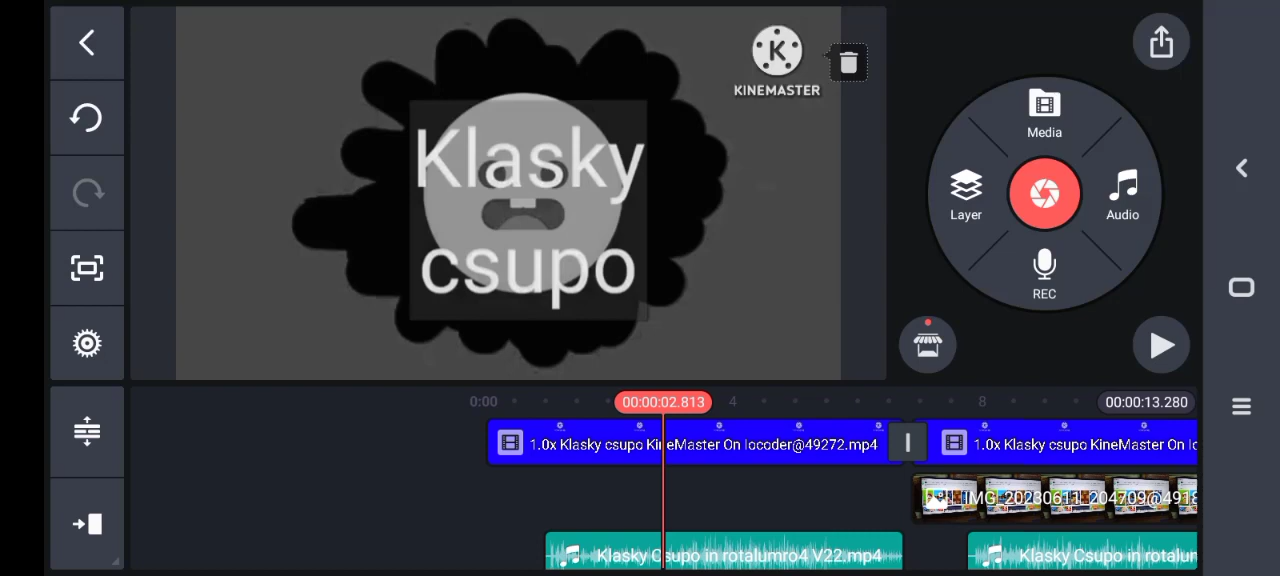 Klasky
csupo
K
KINEMASTER
Media
Layer
Audio
REC
0:00
00:00:02.813
4
8
00:00:13.280
1.0x Klasky csupo KineMaster On Iocoder@49272.mp4
1.0x Klasky csupo KineMaster On Io
IMG_20230611_204709@4918
Klasky Csupo in rotalumro4 V22.mp4
Klasky Csupo in rotalun